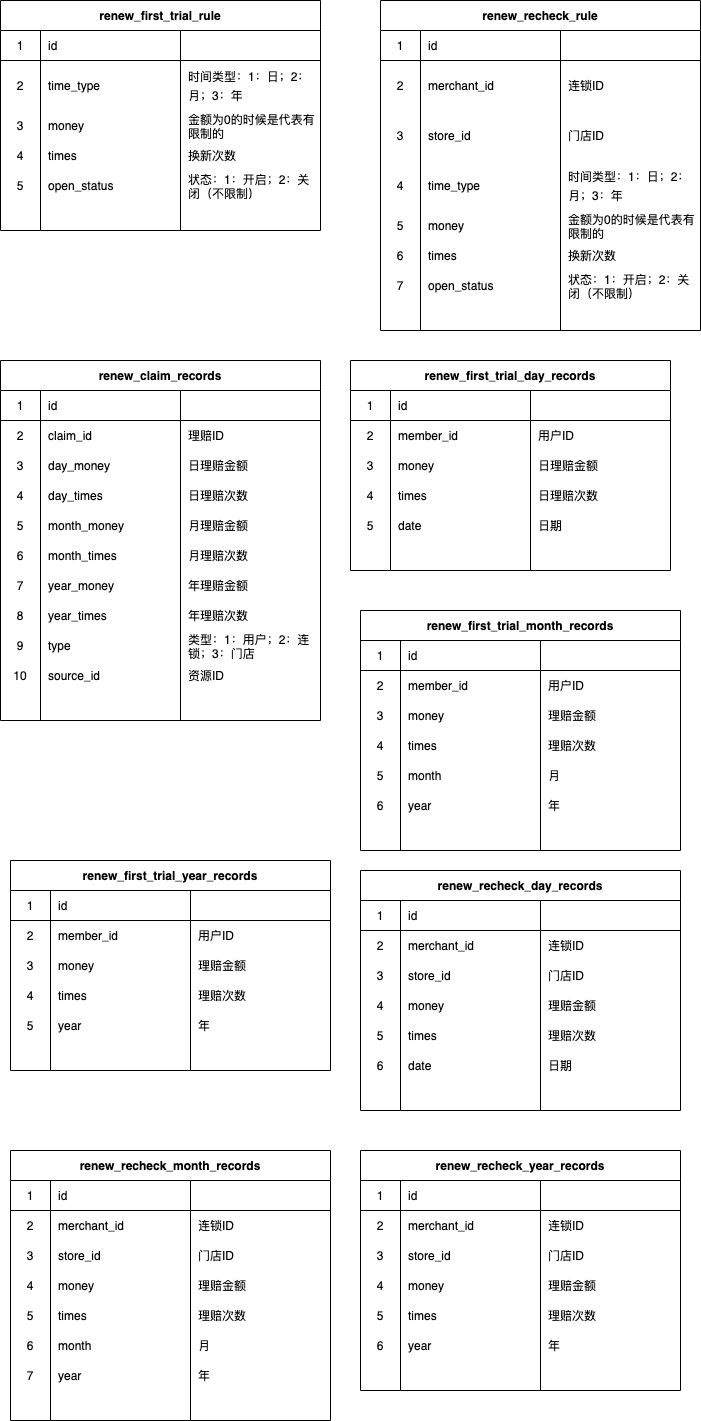 renew_first_trial_rule
1 id
2 time_type 时间类型：1：日；2：
月；3：年
3 money 金额为0的时候是代表有
限制的
4 times 换新次数
5 open_status 状态：1：开启；2：关
闭（不限制）
renew_recheck_rule
1 id
2 merchant_id 连锁ID
3 store_id 门店ID
4 time_type 时间类型：1：日；2：
月；3：年
5 money 金额为0的时候是代表有
限制的
6 times 换新次数
7 open_status 状态：1：开启；2：关
闭（不限制）
renew_claim_records
1 id
2 claim_id 理赔ID
3 day_money 日理赔金额
4 day_times 日理赔次数
5 month_money 月理赔金额
6 month_times 月理赔次数
7 year_money 年理赔金额
8 year_times 年理赔次数
9 type 类型：1：用户；2：连
锁；3：门店
10 source_id 资源ID
renew_first_trial_day_records
1 id
2 member_id 用户ID
3 money 日理赔金额
4 times 日理赔次数
5 date 日期
renew_first_trial_month_records
1 id
2 member_id 用户ID
3 money 理赔金额
4 times 理赔次数
5 month 月
6 year 年
renew_first_trial_year_records
1 id
2 member_id 用户ID
3 money 理赔金额
4 times 理赔次数
5 year 年
renew_recheck_day_records
1 id
2 merchant_id 连锁ID
3 store_id 门店ID
4 money 理赔金额
5 times 理赔次数
6 date 日期
renew_recheck_month_records
1 id
2 merchant_id 连锁ID
3 store_id 门店ID
4 money 理赔金额
5 times 理赔次数
6 month 月
7 year 年
renew_recheck_year_records
1 id
2 merchant_id 连锁ID
3 store_id 门店ID
4 money 理赔金额
5 times 理赔次数
6 year 年